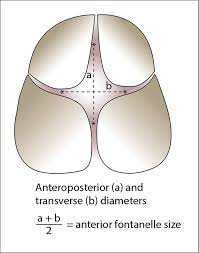 a
b
Anteroposterior (a) and
transverse (b) diameters
a + b
2
= anterior fontanelle size